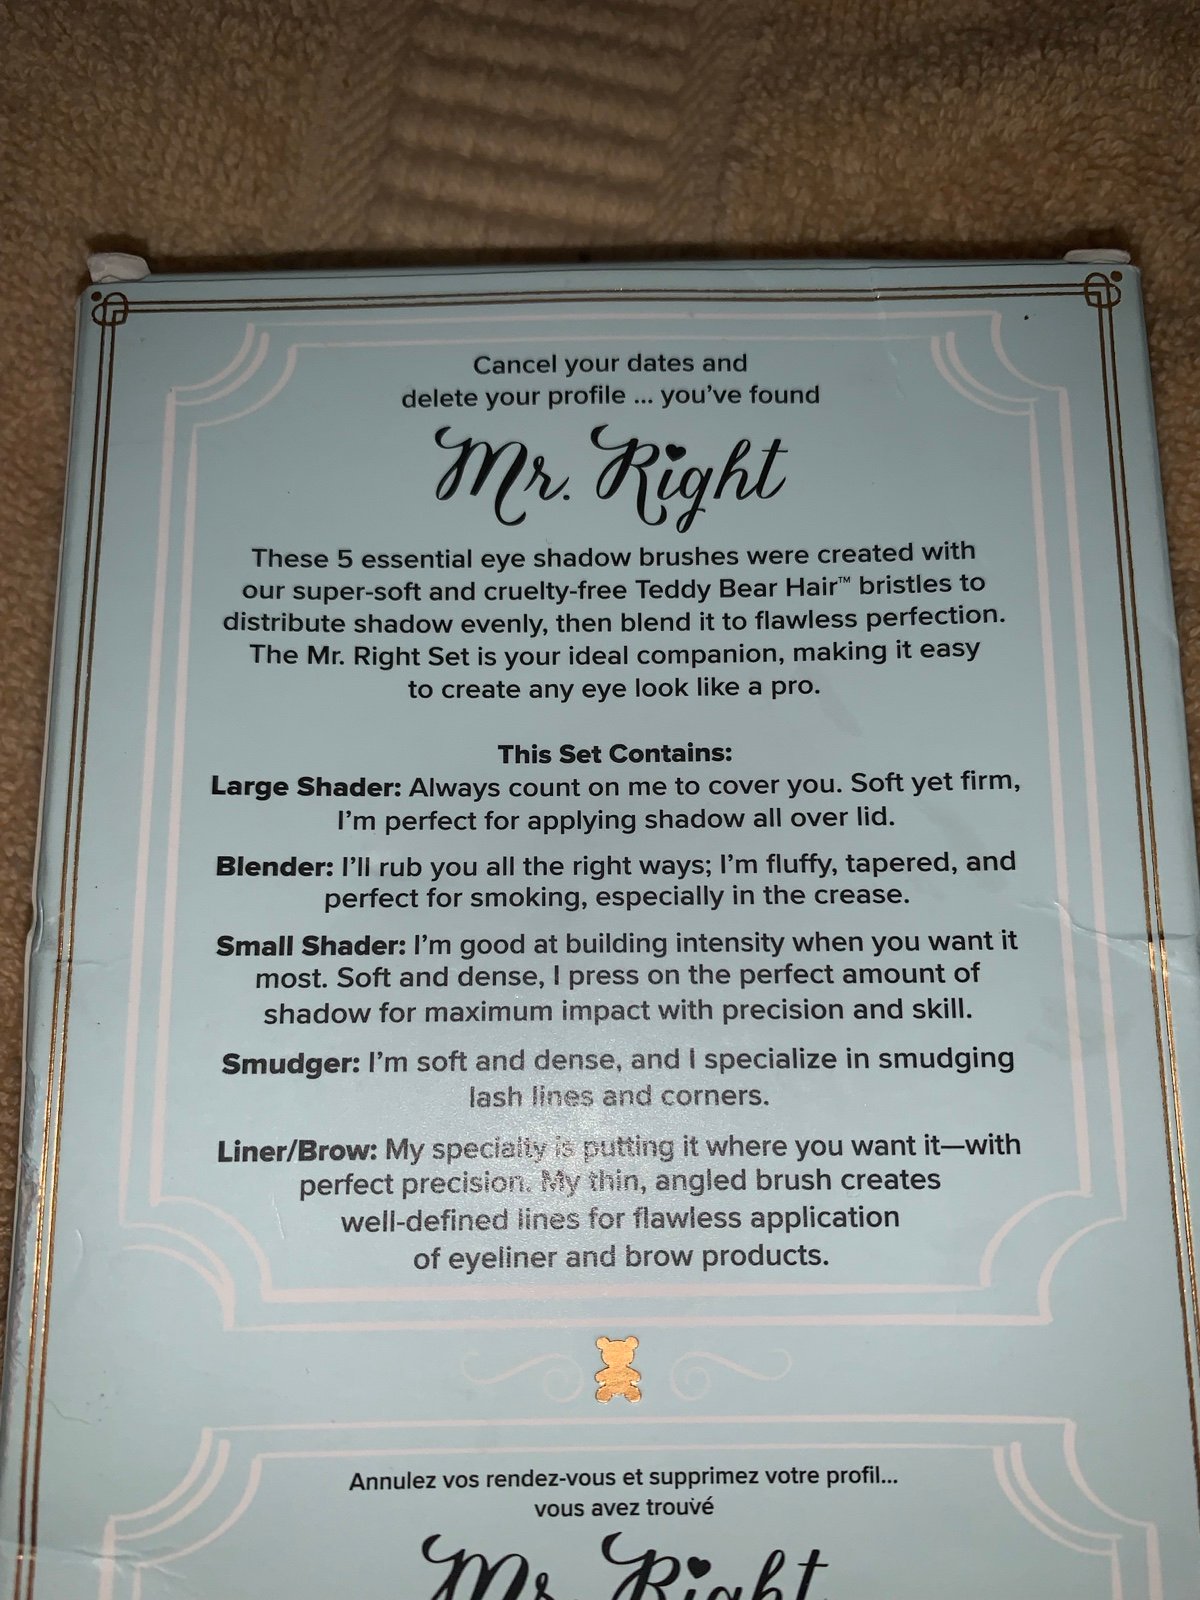 Cancel your dates and
delete your profile ... you've found
Mr. Right
These 5 essential eye shadow brushes were created with
our super-soft and cruelty-free Teddy Bear Hair™ bristles to
distribute shadow evenly, then blend it to flawless perfection.
The Mr. Right Set is your ideal companion, making it easy
to create any eye look like a pro.
This Set Contains:
Large Shader: Always count on me to cover you. Soft yet firm,
I'm perfect for applying shadow all over lid.
Blender: I'll rub you all the right ways; I'm fluffy, tapered, and
perfect for smoking, especially in the crease.
Small Shader: I'm good at building intensity when you want it
most. Soft and dense, I press on the perfect amount of
shadow for maximum impact with precision and skill.
Smudger: I'm soft and dense, and I specialize in smudging
lash lines and corners.
Liner/Brow: My specialty is putting it where you want it—with
perfect precision. My thin, angled brush creates
well-defined lines for flawless application
of eyeliner and brow products.
Annulez vos rendez-vous et supprimez votre profil...
vous avez trouvé
Mr. Right